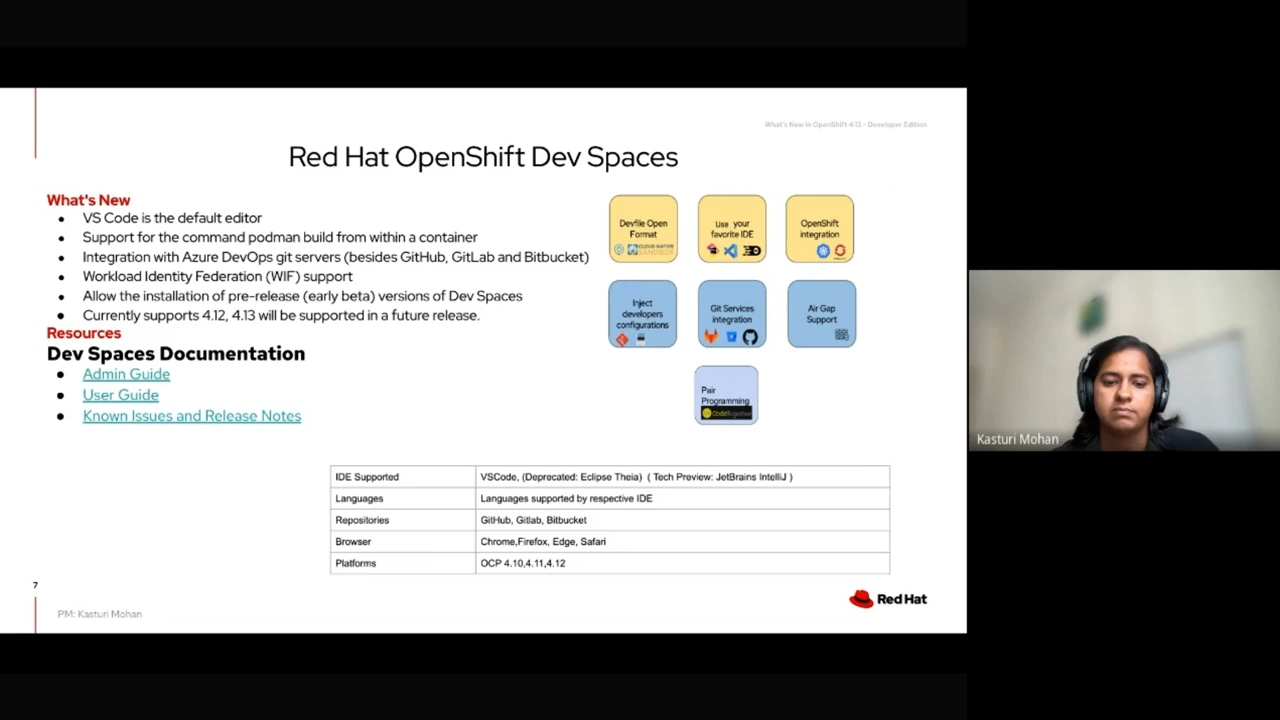 What's New in OpenShift 4.13 - Developer Edition
Red Hat OpenShift Dev Spaces
What's New
VS Code is the default editor
Support for the command podman build from within a container
Integration with Azure DevOps git servers (besides GitHub, GitLab and Bitbucket)
Workload Identity Federation (WIF) support
Allow the installation of pre-release (early beta) versions of Dev Spaces
Currently supports 4.12, 4.13 will be supported in a future release.
Resources
Dev Spaces Documentation
Admin Guide
User Guide
Known Issues and Release Notes
Devfile Open
Format
CLOUD NATIVE
SANDBOX
Use your
favorite IDE
OpenShift
integration
Inject
developers
configurations
Git Services
integration
Air Gap
Support
Pair
Programming
CodeTogether
IDE Supported VSCode, (Deprecated: Eclipse Theia) ( Tech Preview: JetBrains IntelliJ )
Languages Languages supported by respective IDE
Repositories GitHub, Gitlab, Bitbucket
Browser Chrome,Firefox, Edge, Safari
Platforms OCP 4.10,4.11,4.12
7
PM: Kasturi Mohan
Red Hat
Kasturi Mohan